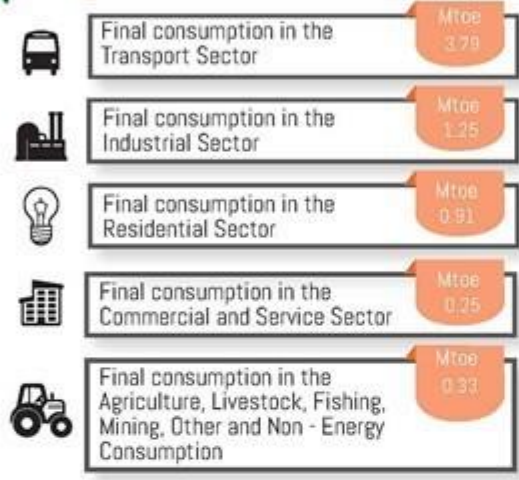 Final consumption in the
Transport Sector
Mtoe
3.79
Final consumption in the
Industrial Sector
Mtoe
1.25
Final consumption in the
Residential Sector
Mtoe
0.91
Final consumption in the
Commercial and Service Sector
Mtoe
0.25
Final consumption in the
Agriculture, Livestock, Fishing,
Mining, Other and Non - Energy
Consumption
Mtoe
0.33